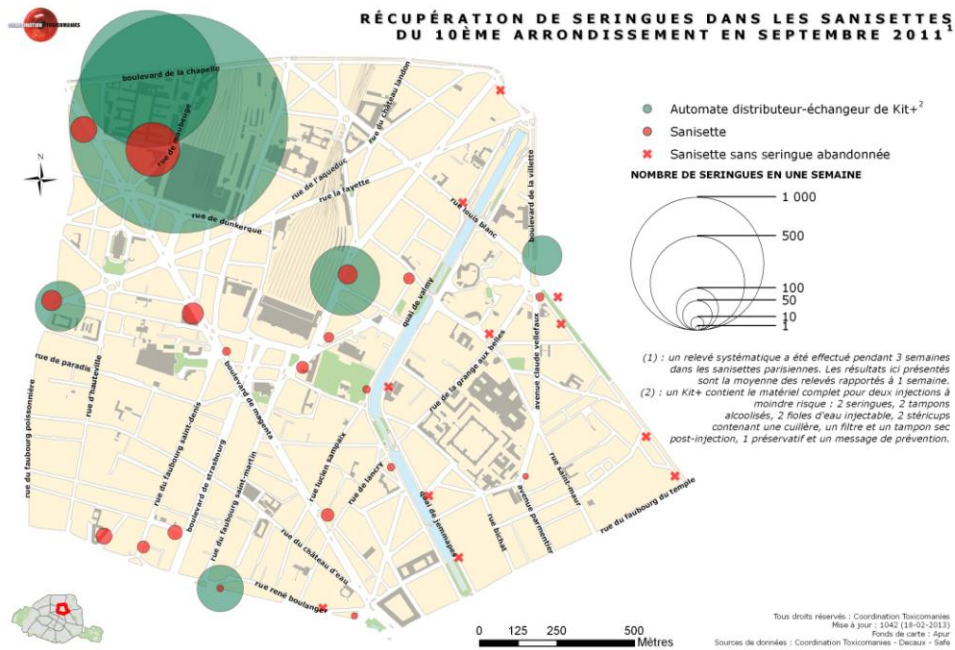 RÉCUPÉRATION DE SERINGUES DANS LES SANISETTES
DU 10ÈME ARRONDISSEMENT EN SEPTEMBRE 2011¹
Automate distributeur-échangeur de Kit+²
Sanisette
Sanisette sans seringue abandonnée
NOMBRE DE SERINGUES EN UNE SEMAINE
1 000
500
100
50
10
1
(1) : un relevé systématique a été effectué pendant 3 semaines
dans les sanisettes parisiennes. Les résultats ici présentés
sont la moyenne des relevés rapportés à 1 semaine.
(2) : un Kit+ contient le matériel complet pour deux injections à
moindre risque : 2 seringues, 2 tampons
alcoolisés, 2 fioles d'eau injectable, 2 stéricups
contenant une cuillère, un filtre et un tampon sec
post-injection, 1 préservatif et un message de prévention.
N
boulevard de la chapelle
rue de maubeuge
rue du château landon
rue de l'aqueduc
rue la fayette
rue de dunkerque
rue louis blanc
boulevard de la villette
quai de valmy
rue de paradis
rue d'hauteville
rue du faubourg poissonnière
boulevard de magenta
rue de la grange aux belles
avenue claude vellefaux
rue du faubourg saint-denis
boulevard de strasbourg
rue du faubourg saint-martin
rue lucien sampaix
rue de lancry
quai de jemmapes
rue saint-maur
avenue parmentier
rue bichat
rue du faubourg du temple
rue du château d'eau
rue rené boulanger
0 125 250 500
Mètres
Tous droits réservés : Coordination Toxicomanies
Mise à jour : 1042 (18-02-2013)
Fonds de carte : Apur
Sources de données : Coordination Toxicomanies - Decaux - Safe